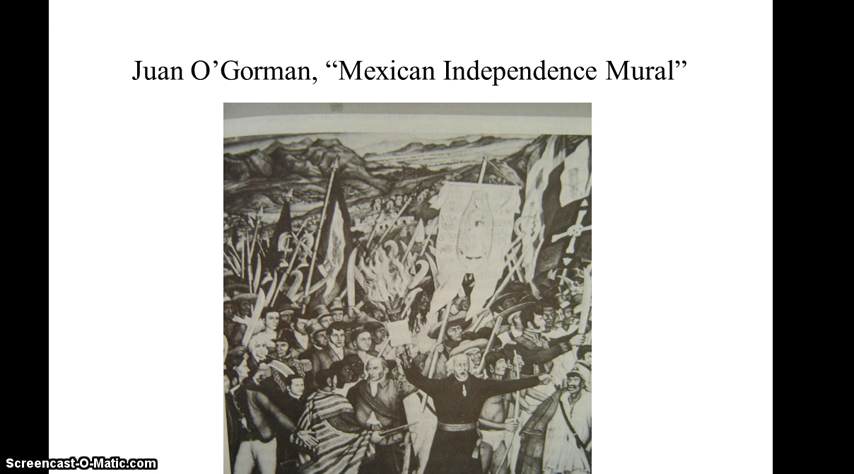 Juan O’Gorman, “Mexican Independence Mural”
Screencast-O-Matic.com